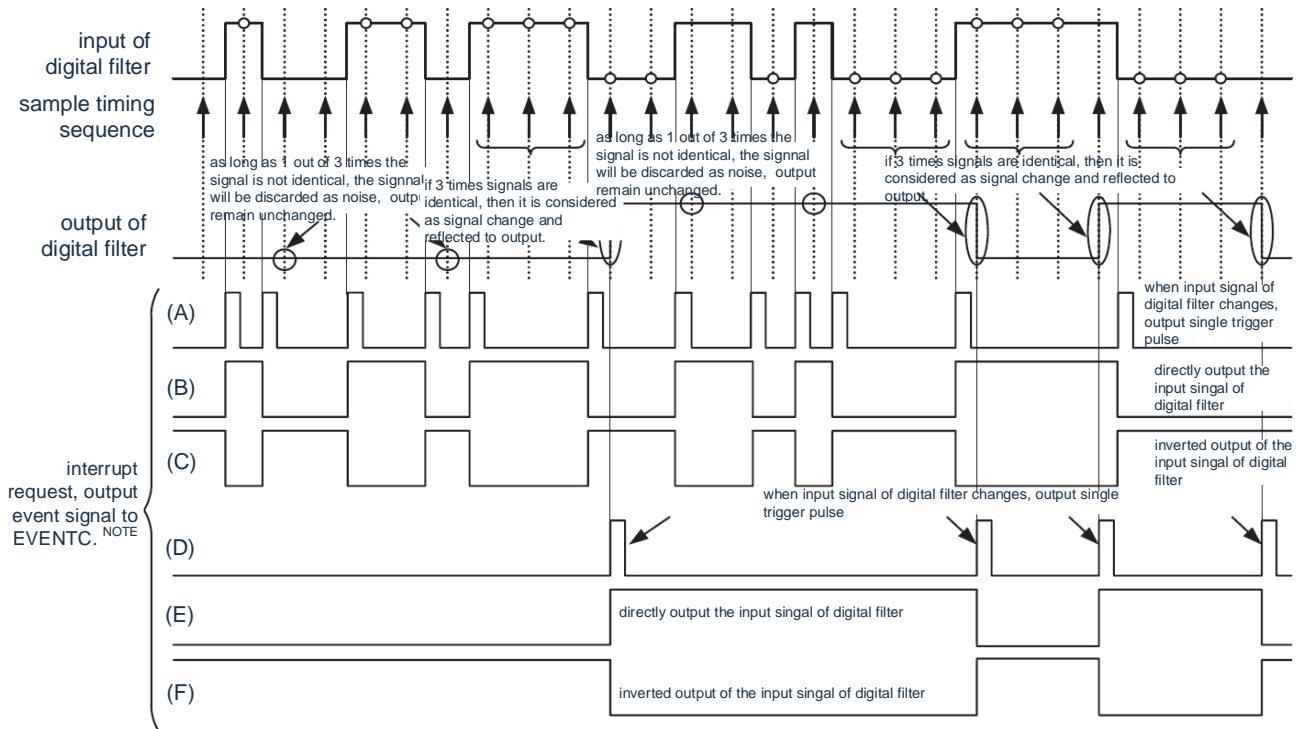 input of
digital filter
sample timing
sequence
as long as 1 out of 3 times the
signal is not identical, the signnal
will be discarded as noise, outpu
remain unchanged.
if 3 times signals are
identical, then it is considered
as signal change and
reflected to output.
as long as 1 out of 3 times the
signal is not identical, the signnal
will be discarded as noise, output
remain unchanged.
if 3 times signals are identical, then it is
considered as signal change and reflected to
output.
output of
digital filter
(A)
when input signal of
digital filter changes,
output single trigger
pulse
(B)
directly output the
input singal of
digital filter
(C)
inverted output of the
input singal of digital
filter
interrupt
request, output
event signal to
EVENTC. NOTE
when input signal of digital filter changes, output single
trigger pulse
(D)
(E)
directly output the input singal of digital filter
(F)
inverted output of the input singal of digital filter